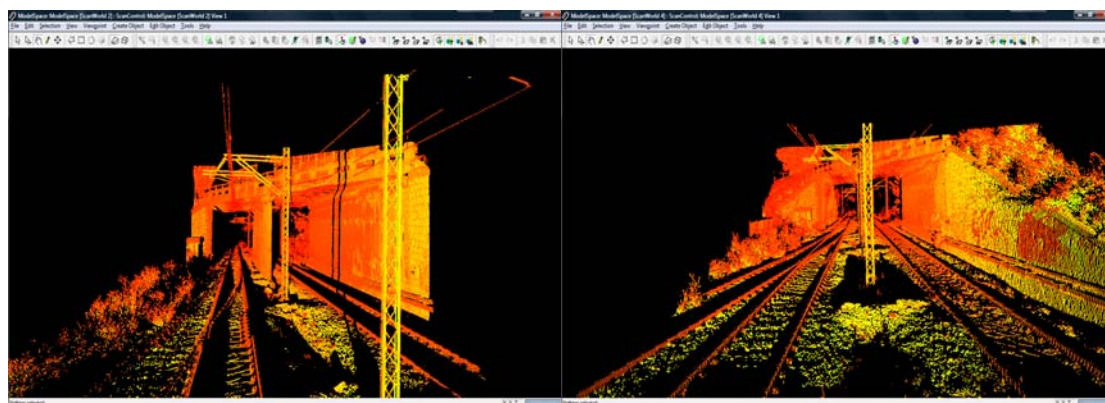 ModelSpace: ModelSpace [ScanWorld 2] : ScanControl: ModelSpace [ScanWorld 2] View 1
File Edit Selection View Viewpoint Create Object Edit Object Tools Help
ModelSpace: ModelSpace [ScanWorld 4] : ScanControl: ModelSpace [ScanWorld 4] View 1
File Edit Selection View Viewpoint Create Object Edit Object Tools Help